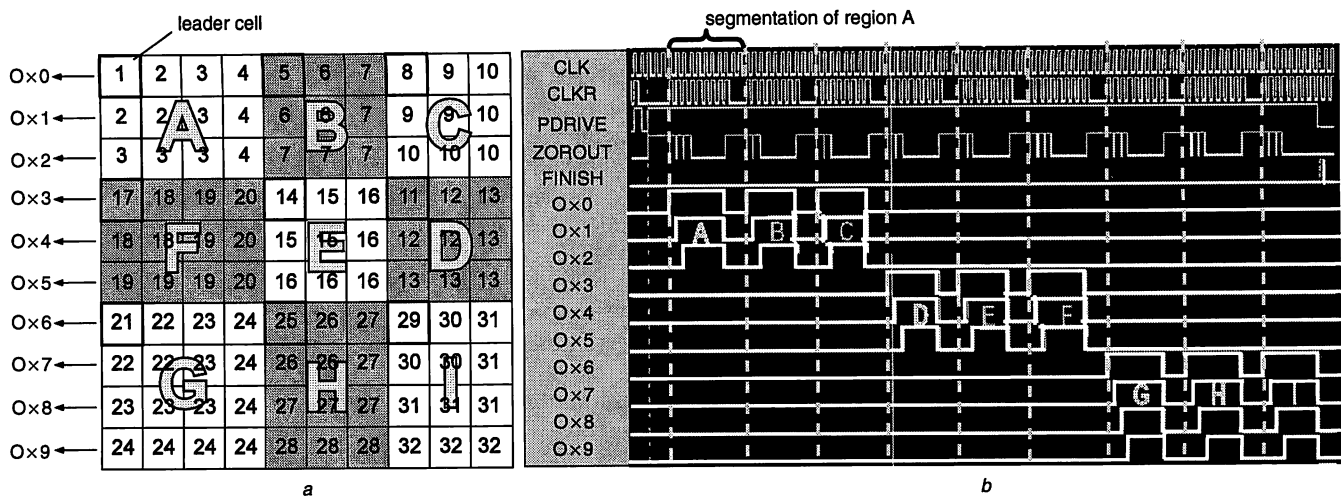 leader cell
O×0 1 2 3 4 5 6 7 8 9 10
O×1 2 2 3 4 6 6 7 9 9 10
A B C
O×2 3 3 3 4 7 7 7 10 10 10
O×3 17 18 19 20 14 15 16 11 12 13
O×4 18 18 19 20 15 15 16 12 12 13
F E D
O×5 19 19 19 20 16 16 16 13 13 13
O×6 21 22 23 24 25 26 27 29 30 31
O×7 22 22 23 24 26 26 27 30 30 31
G H I
O×8 23 23 23 24 27 27 27 31 31 31
O×9 24 24 24 24 28 28 28 32 32 32
a
segmentation of region A
CLK
CLKR
PDRIVE
ZOROUT
FINISH
O×0
O×1 A B C
O×2
O×3
O×4 D E F
O×5
O×6
O×7 G H I
O×8
O×9
b